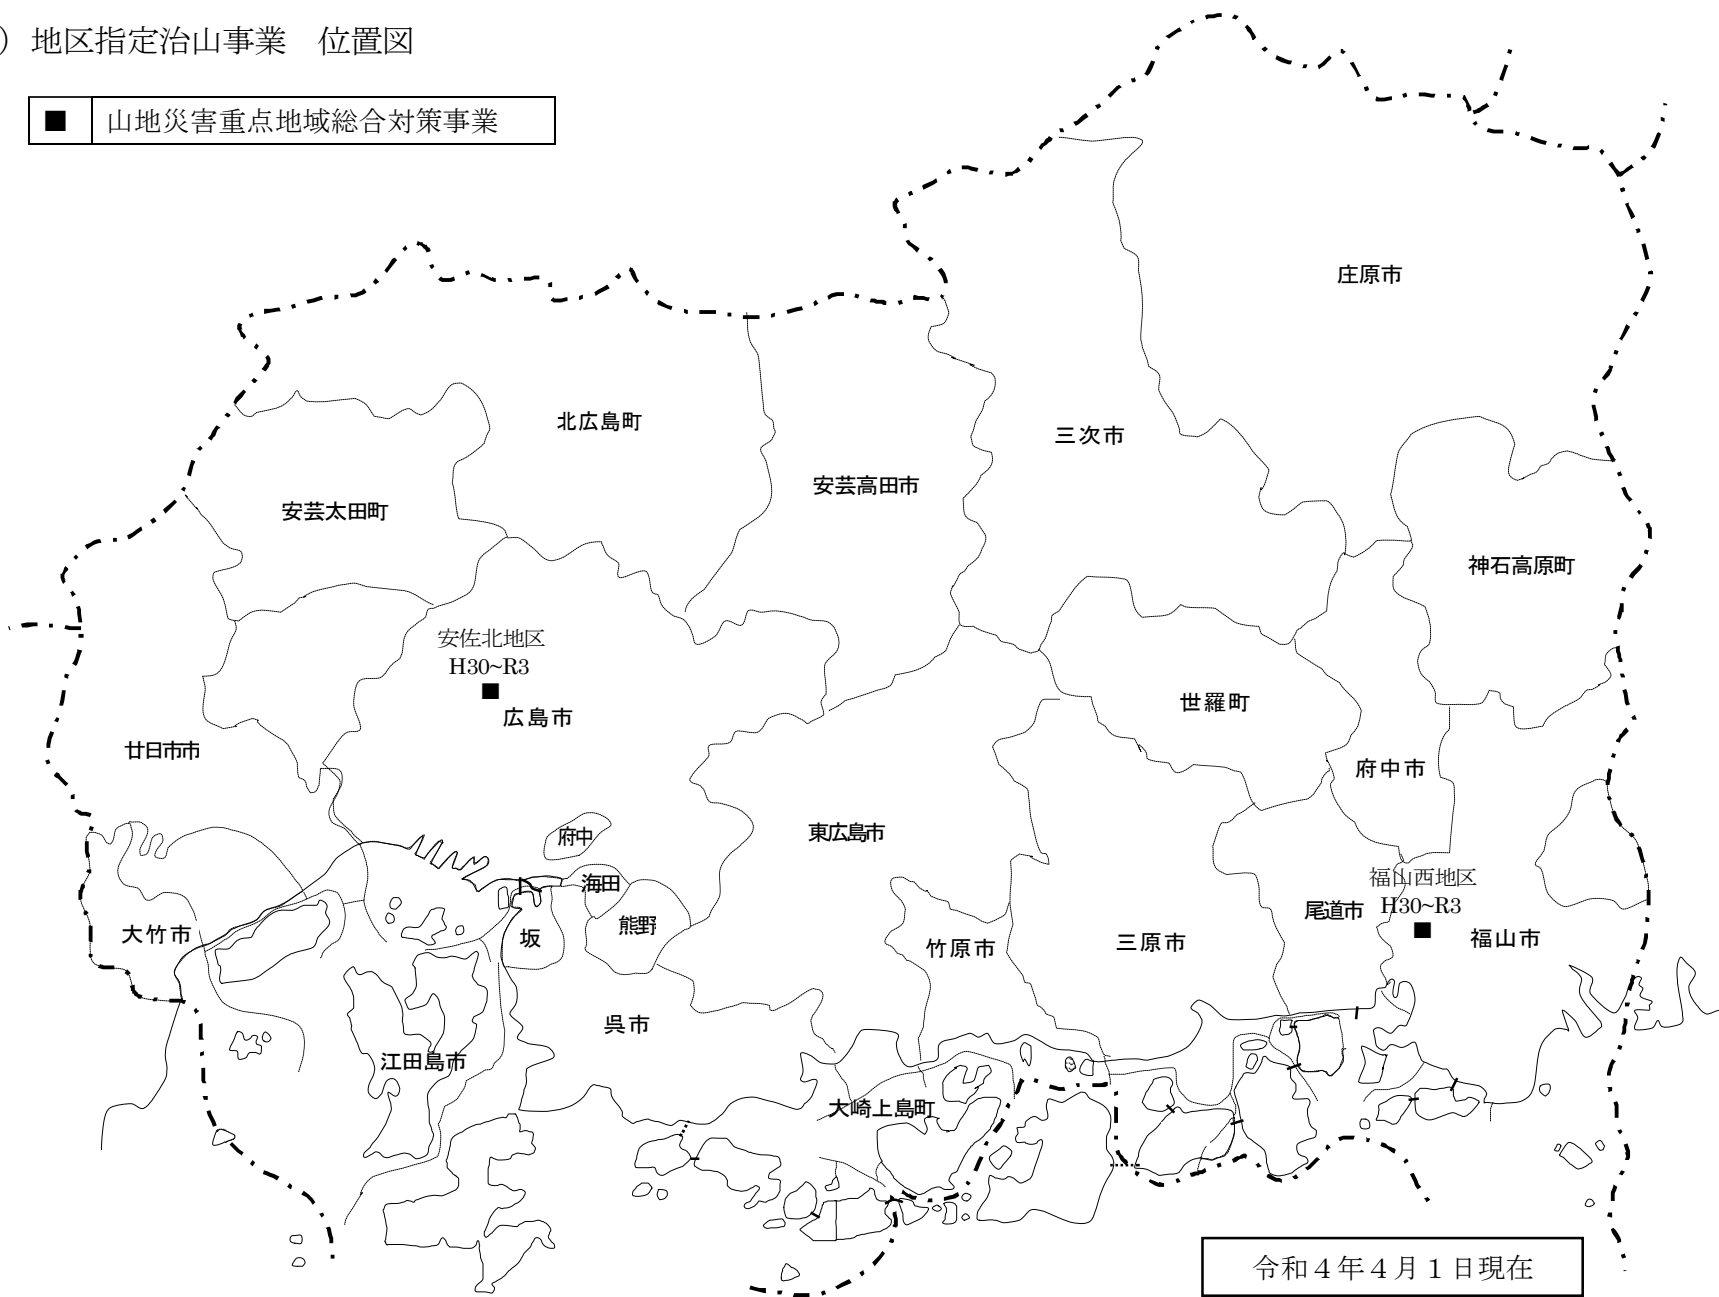 ) 地区指定治山事業　位置図
■ 山地災害重点地域総合対策事業
庄原市
北広島町
三次市
安芸高田市
安芸太田町
神石高原町
安佐北地区
H30~R3
■
広島市
世羅町
廿日市市
府中市
府中
東広島市
海田
福山西地区
H30~R3
■
尾道市
熊野
大竹市
坂
竹原市
三原市
福山市
呉市
江田島市
大崎上島町
令和４年４月１日現在